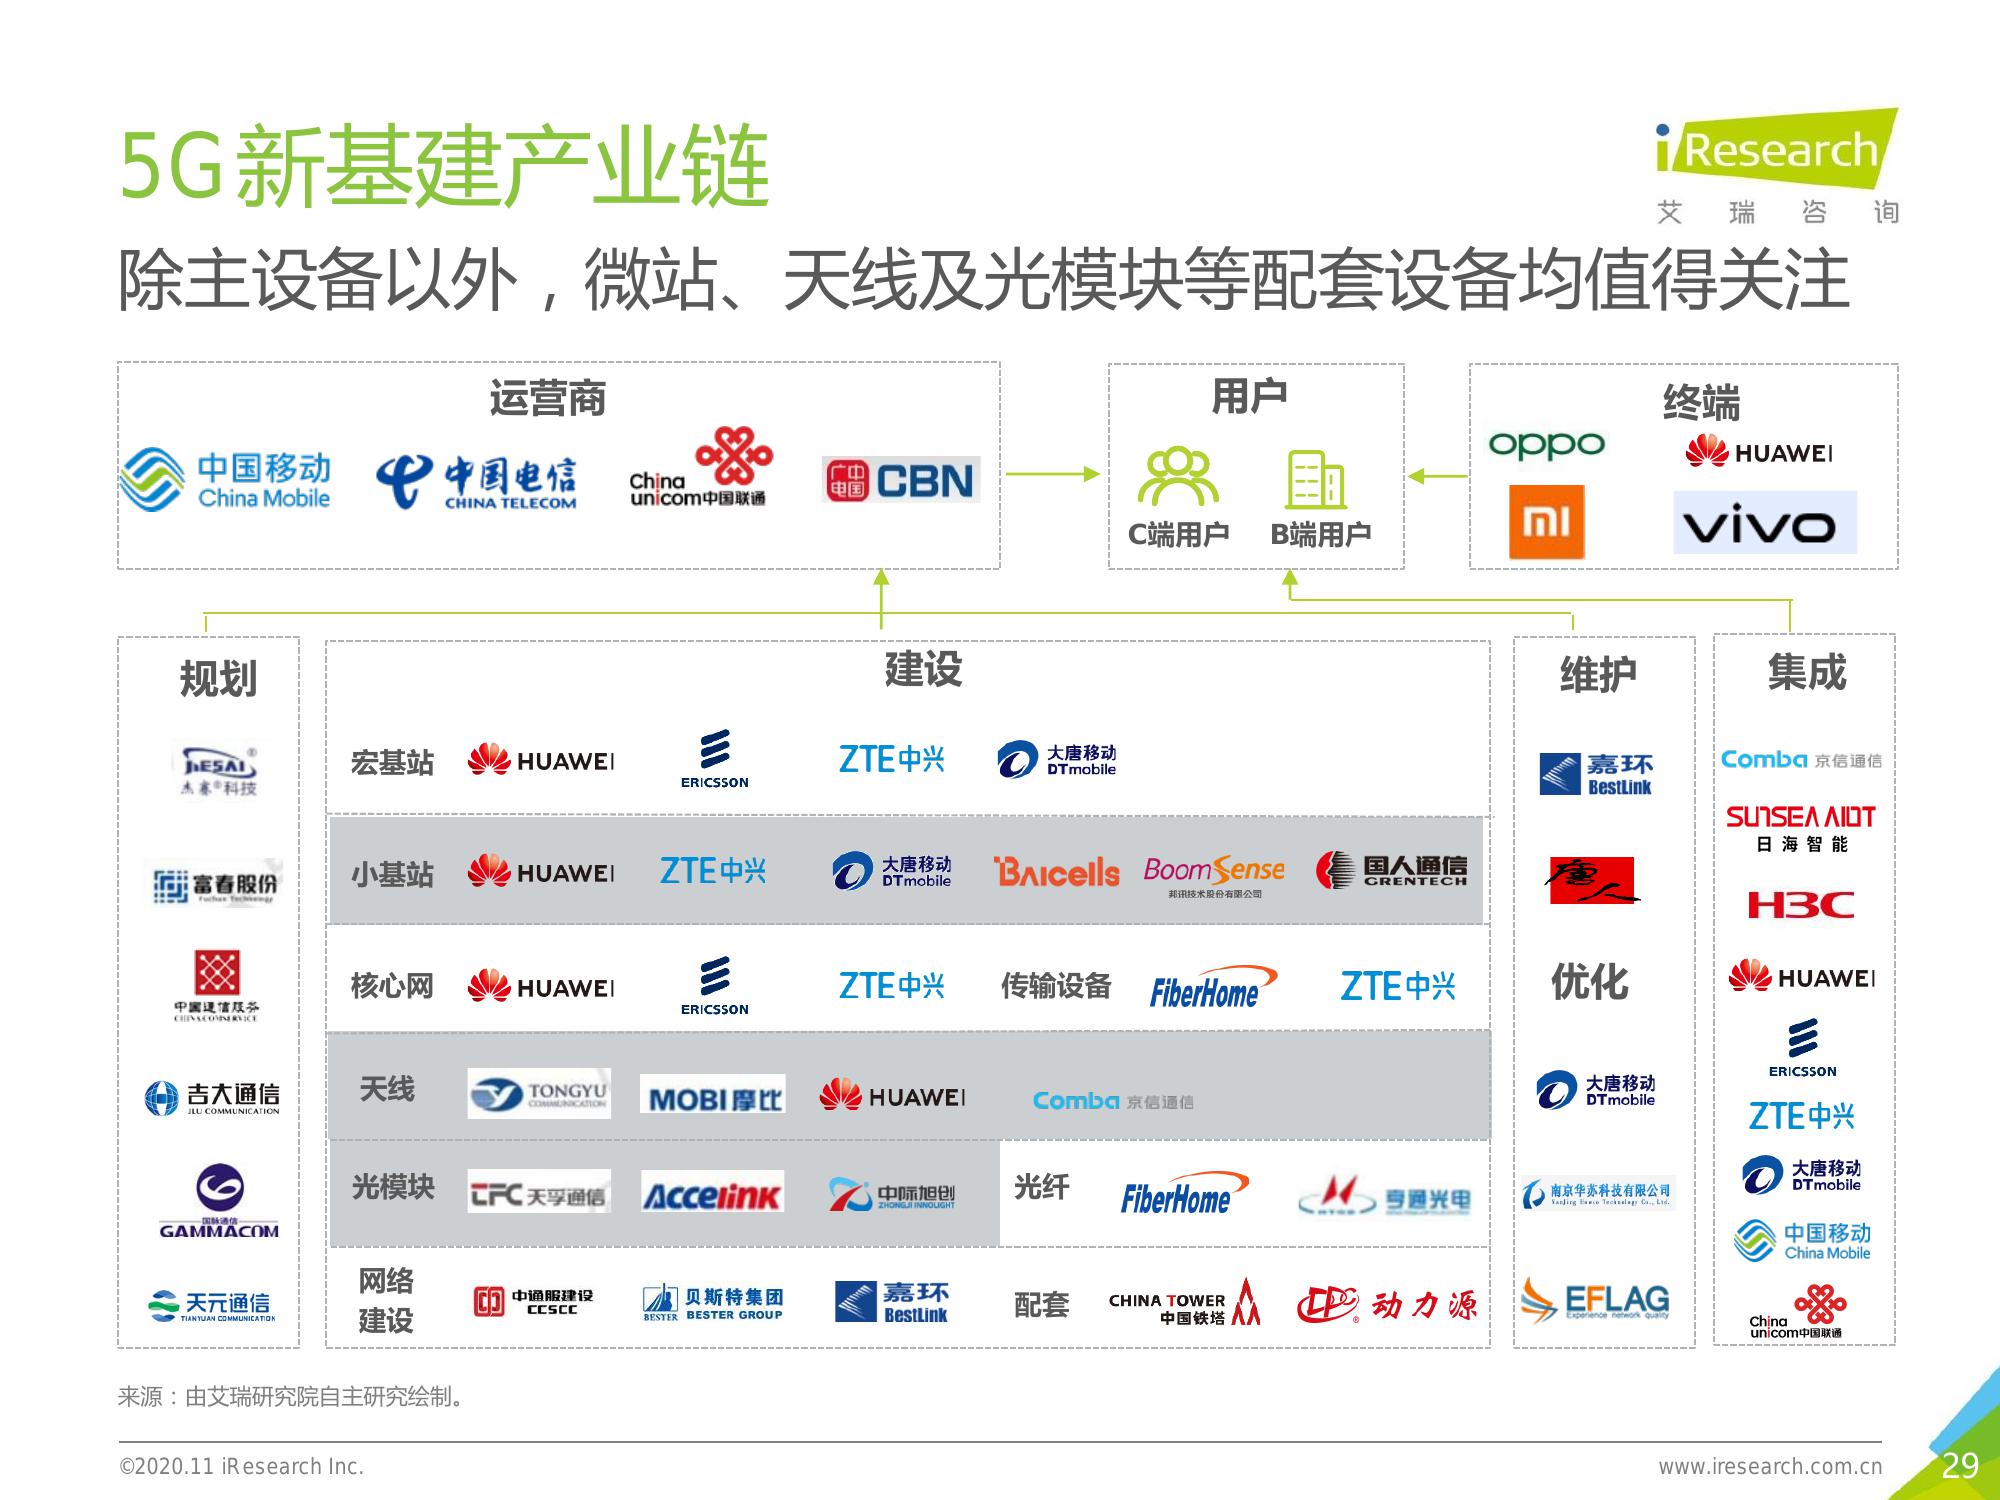 5G新基建产业链
iResearch
艾瑞咨询
除主设备以外，微站、天线及光模块等配套设备均值得关注
运营商
中国移动
China Mobile
中国电信
CHINA TELECOM
China
unicom中国联通
中广电国
CBN
用户
C端用户
B端用户
终端
oppo
HUAWEI
mi
vivo
规划
JIESAI
杰赛®科技
富春股份
Fuchun Technology
中国通信服务
CHINA COMSERVICE
吉大通信
JLU COMMUNICATION
国脉通信
GAMMACOM
天元通信
TIANYUAN COMMUNICATION
建设
宏基站
HUAWEI
ERICSSON
ZTE中兴
大唐移动
DTmobile
小基站
HUAWEI
ZTE中兴
大唐移动
DTmobile
Baicells
BoomSense
邦讯技术股份有限公司
国人通信
GRENTECH
核心网
HUAWEI
ERICSSON
ZTE中兴
传输设备
FiberHome
ZTE中兴
天线
TONGYU
COMMUNICATION
MOBI摩比
HUAWEI
Comba 京信通信
光模块
TFC 天孚通信
Accelink
中际旭创
ZHONGJI INNOLIGHT
光纤
FiberHome
HTGD
亨通光电
网络
建设
中通服建设
CCSCC
BESTER
贝斯特集团
BESTER GROUP
嘉环
BestLink
配套
CHINA TOWER
中国铁塔
动力源
维护
嘉环
BestLink
唐人
优化
大唐移动
DTmobile
南京华苏科技有限公司
NanJing Howso Technology Co., Ltd.
EFLAG
Experience network quality
集成
Comba 京信通信
SUNSEA AIOT
日海智能
H3C
HUAWEI
ERICSSON
ZTE中兴
大唐移动
DTmobile
中国移动
China Mobile
China
unicom中国联通
来源：由艾瑞研究院自主研究绘制。
©2020.11 iResearch Inc.
www.iresearch.com.cn
29